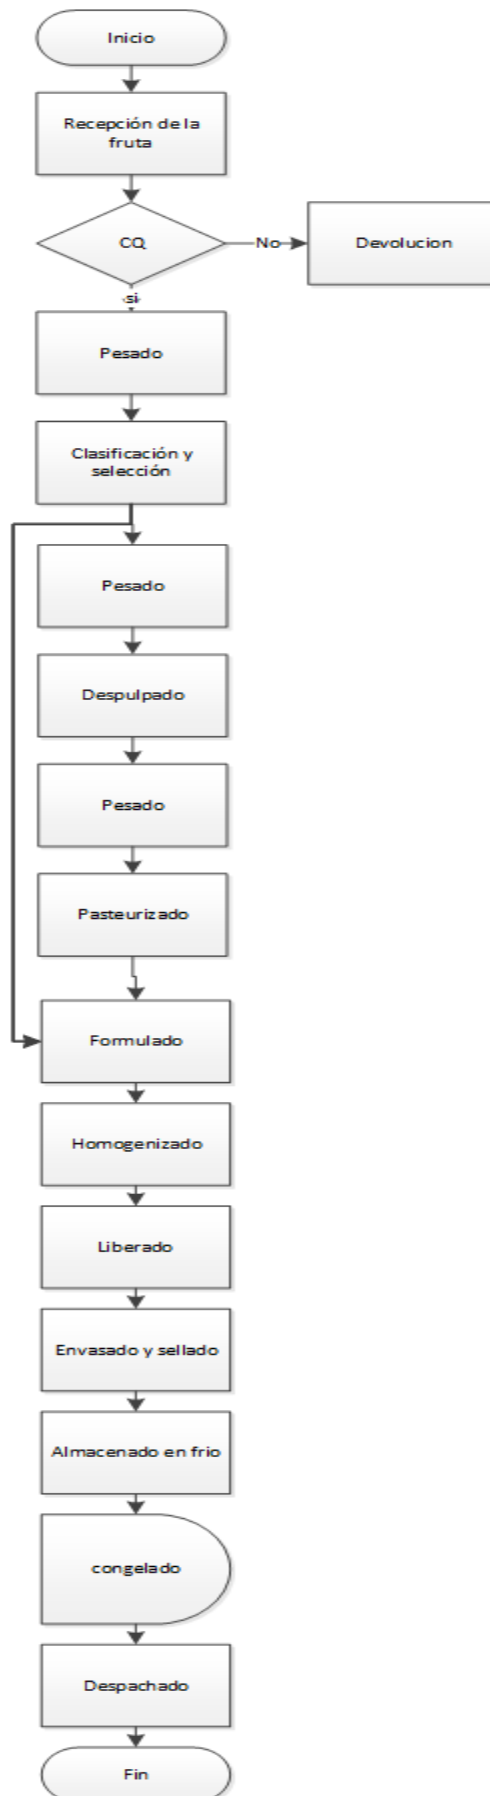 Inicio
Recepción de la
fruta
CQ
No
Devolucion
si
Pesado
Clasificación y
selección
Pesado
Despulpado
Pesado
Pasteurizado
Formulado
Homogenizado
Liberado
Envasado y sellado
Almacenado en frio
congelado
Despachado
Fin